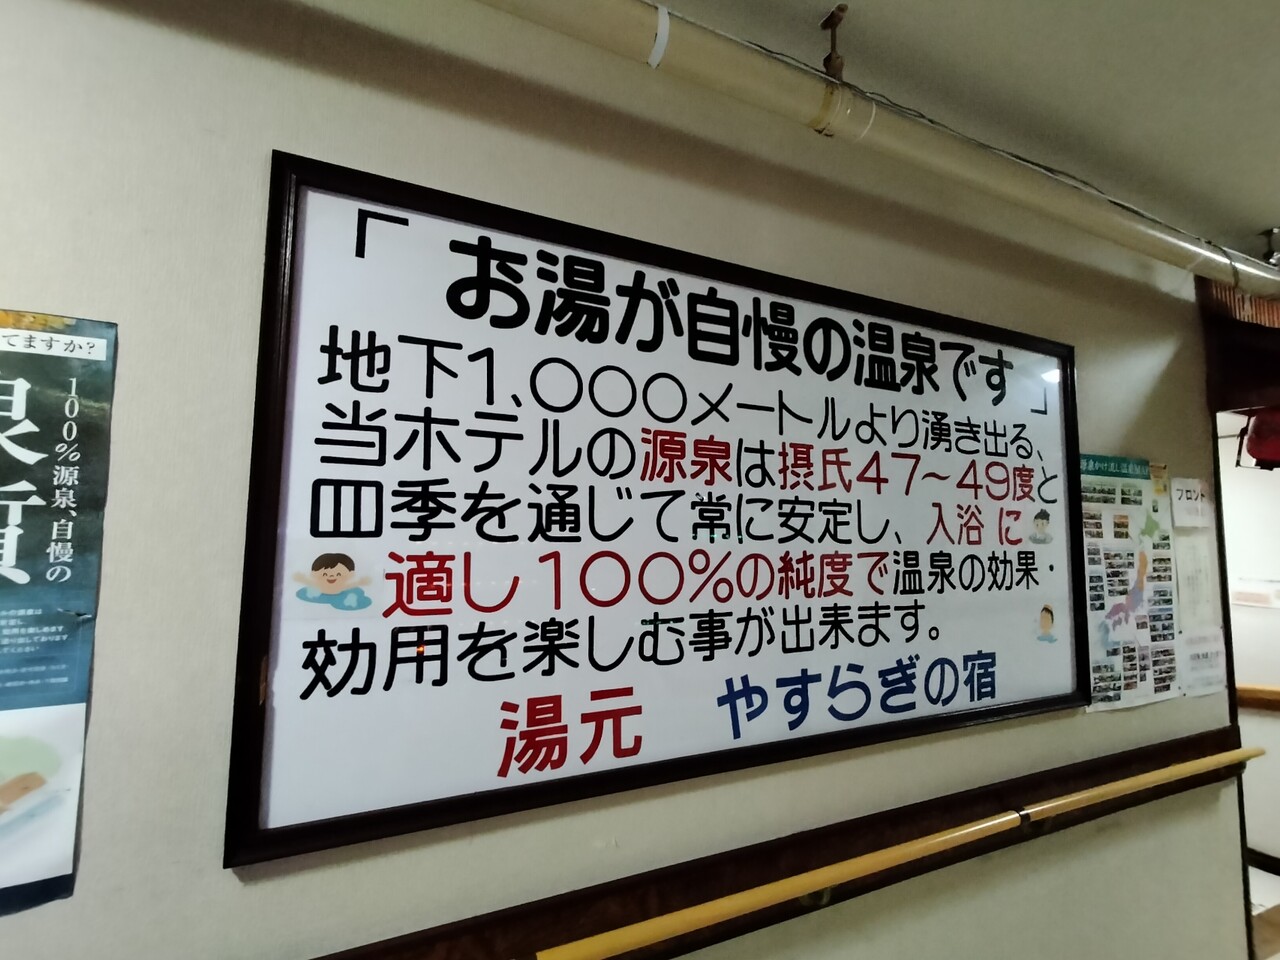 「お湯が自慢の温泉です」
地下1,000メートルより湧き出る、
当ホテルの源泉は摂氏47～49度と
四季を通じて常に安定し、入浴に
適し100％の純度で温泉の効果・
効用を楽しむ事が出来ます。
湯元 やすらぎの宿
てますか?
100%源泉、自慢の
フロント